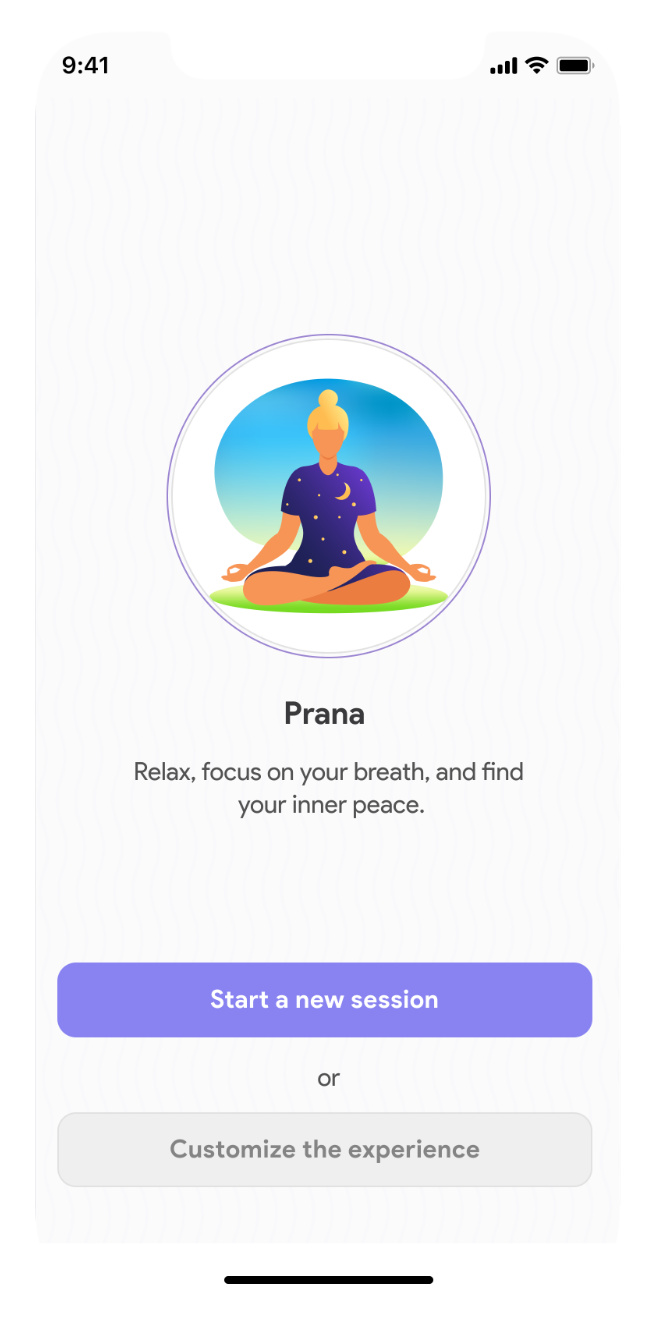 9:41
Prana
Relax, focus on your breath, and find
your inner peace.
Start a new session
or
Customize the experience